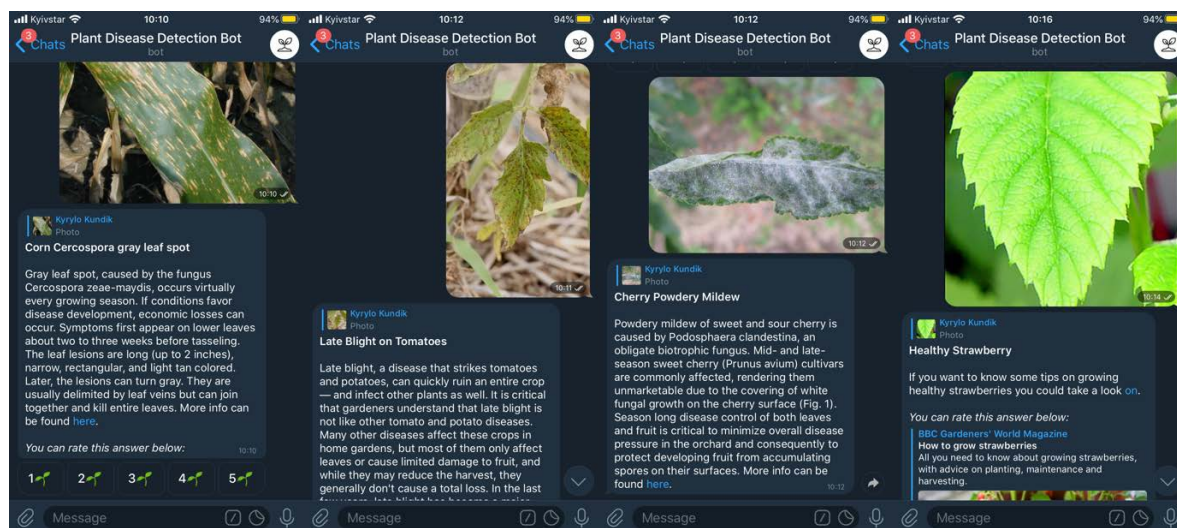 Kyivstar 10:10 94%
3
Chats Plant Disease Detection Bot
bot
10:10
Kyrylo Kundik
Photo
Corn Cercospora gray leaf spot
Gray leaf spot, caused by the fungus
Cercospora zeae-maydis, occurs virtually
every growing season. If conditions favor
disease development, economic losses can
occur. Symptoms first appear on lower leaves
about two to three weeks before tasseling.
The leaf lesions are long (up to 2 inches),
narrow, rectangular, and light tan colored.
Later, the lesions can turn gray. They are
usually delimited by leaf veins but can join
together and kill entire leaves. More info can
be found here.
You can rate this answer below:
10:10
1🌱 2🌱 3🌱 4🌱 5🌱
Message
Kyivstar 10:12 94%
3
Chats Plant Disease Detection Bot
bot
10:11
Kyrylo Kundik
Photo
Late Blight on Tomatoes
Late blight, a disease that strikes tomatoes
and potatoes, can quickly ruin an entire crop
— and infect other plants as well. It is critical
that gardeners understand that late blight is
not like other tomato and potato diseases.
Many other diseases affect these crops in
home gardens, but most of them only affect
leaves or cause limited damage to fruit, and
while they may reduce the harvest, they
generally don't cause a total loss. In the last
few years, late blight has become a major
Message
Kyivstar 10:12 94%
3
Chats Plant Disease Detection Bot
bot
10:12
Kyrylo Kundik
Photo
Cherry Powdery Mildew
Powdery mildew of sweet and sour cherry is
caused by Podosphaera clandestina, an
obligate biotrophic fungus. Mid- and late-
season sweet cherry (Prunus avium) cultivars
are commonly affected, rendering them
unmarketable due to the covering of white
fungal growth on the cherry surface (Fig. 1).
Season long disease control of both leaves
and fruit is critical to minimize overall disease
pressure in the orchard and consequently to
protect developing fruit from accumulating
spores on their surfaces. More info can be
found here.
10:12
Message
Kyivstar 10:16 94%
3
Chats Plant Disease Detection Bot
bot
10:14
Kyrylo Kundik
Photo
Healthy Strawberry
If you want to know some tips on growing
healthy strawberries you could take a look on.
You can rate this answer below:
BBC Gardeners' World Magazine
How to grow strawberries
All you need to know about growing strawberries,
with advice on planting, maintenance and
harvesting.
Message